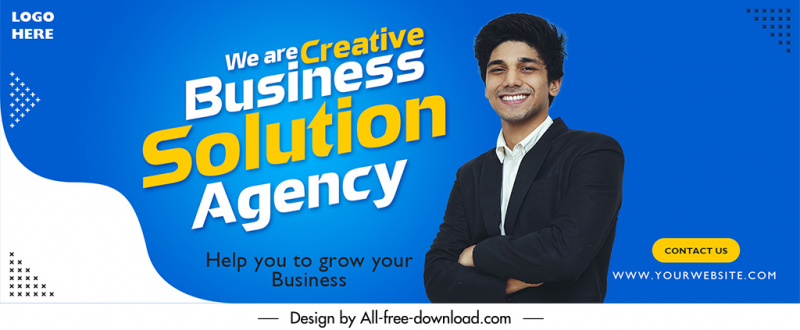 LOGO
HERE
We are Creative
Business
Solution
Agency
Help you to grow your
Business
CONTACT US
WWW.YOURWEBSITE.COM
Design by All-free-download.com